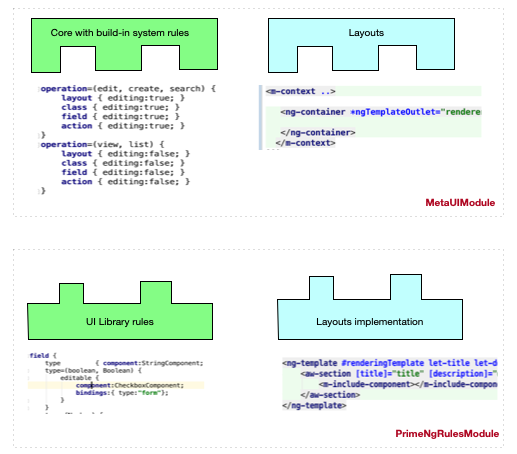 Core with build-in system rules
operation=(edit, create, search) {
layout { editing:true; }
class { editing:true; }
field { editing:true; }
action { editing:true; }
}
operation=(view, list) {
layout { editing:false; }
class { editing:false; }
field { editing:false; }
action { editing:false; }
}
Layouts
<m-context ..>
<ng-container *ngTemplateOutlet="rendere
</ng-container>
</m-context>
MetaUIModule
UI Library rules
field {
type { component:StringComponent;
type=(boolean, Boolean) {
editable {
component:CheckboxComponent;
bindings:{ type:"form"};
}
}
Layouts implementation
<ng-template #renderingTemplate let-title let-d
<aw-section [title]="title" [description]="
<m-include-component></m-include-compon
</aw-section>
</ng-template>
PrimeNgRulesModule